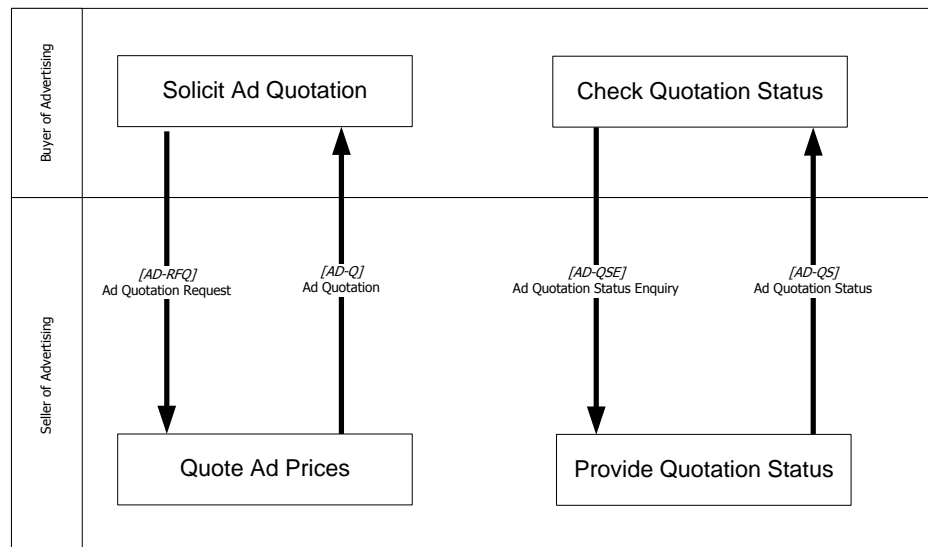 Buyer of Advertising
Solicit Ad Quotation
Check Quotation Status
Seller of Advertising
[AD-RFQ]
Ad Quotation Request
[AD-Q]
Ad Quotation
[AD-QSE]
Ad Quotation Status Enquiry
[AD-QS]
Ad Quotation Status
Quote Ad Prices
Provide Quotation Status